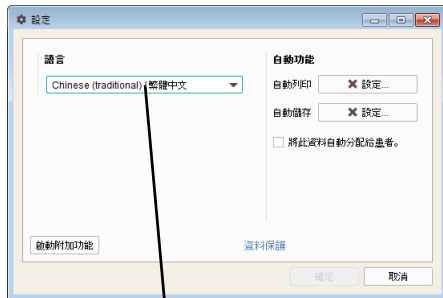 設定
語言
Chinese (traditional) / 繁體中文
自動功能
自動列印
設定...
自動儲存
設定...
將此資料自動分配給患者。
啟動附加功能
資料保護
確定
取消